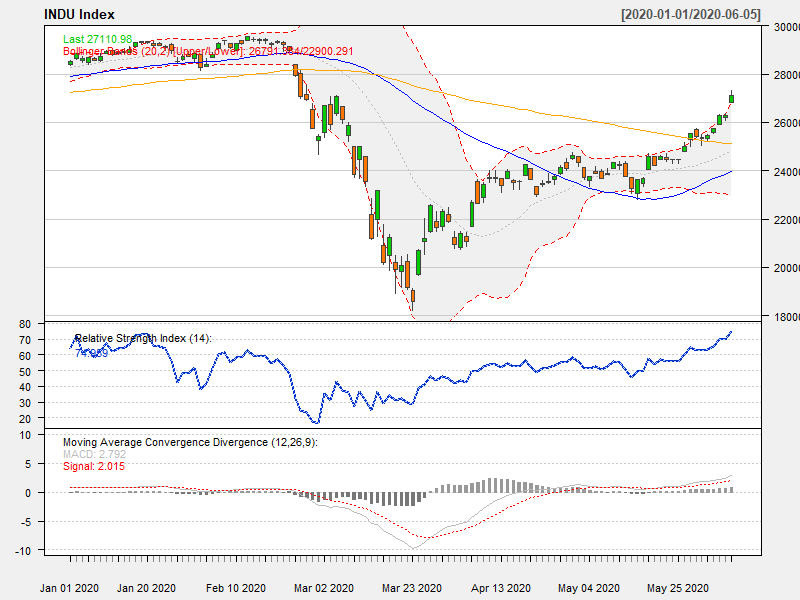 INDU Index [2020-01-01/2020-06-05]
Last 27110.98
Bollinger Bands (20,2) [Upper/Lower]: 26791.584/22900.291
30000
28000
26000
24000
22000
20000
18000
Relative Strength Index (14):
74.959
80
70
60
50
40
30
20
Moving Average Convergence Divergence (12,26,9):
MACD: 2.792
Signal: 2.015
10
5
0
-5
-10
Jan 01 2020 Jan 20 2020 Feb 10 2020 Mar 02 2020 Mar 23 2020 Apr 13 2020 May 04 2020 May 25 2020